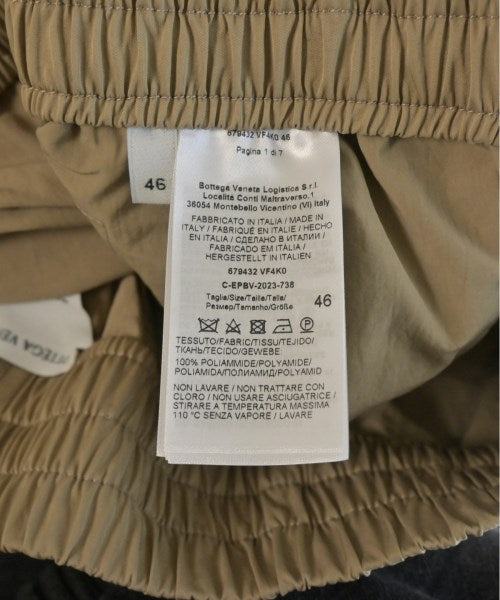 679432 VF4K0 46
Pagina 1 di 7
46
Bottega Veneta Logistica S.r.l.
Località Conti Maltraverso,1
36054 Montebello Vicentino (VI) Italy
FABBRICATO IN ITALIA / MADE IN
ITALY / FABRIQUÉ EN ITALIE / HECHO
EN ITALIA / СДЕЛАНО В ИТАЛИИ /
FABRICADO EM ITALIA /
HERGESTELLT IN ITALIEN
679432 VF4K0
C-EPBV-2023-738
Taglia/Size/Taille/Talla/
Размер/Tamanho/Größe
46
TESSUTO/FABRIC/TISSU/TEJIDO/
ТКАНЬ/TECIDO/GEWEBE:
100% POLIAMMIDE/POLYAMIDE/
POLIAMIDA/ПОЛИАМИД/POLYAMID
NON LAVARE / NON TRATTARE CON
CLORO / NON USARE ASCIUGATRICE /
STIRARE A TEMPERATURA MASSIMA
110 °C SENZA VAPORE / LAVARE